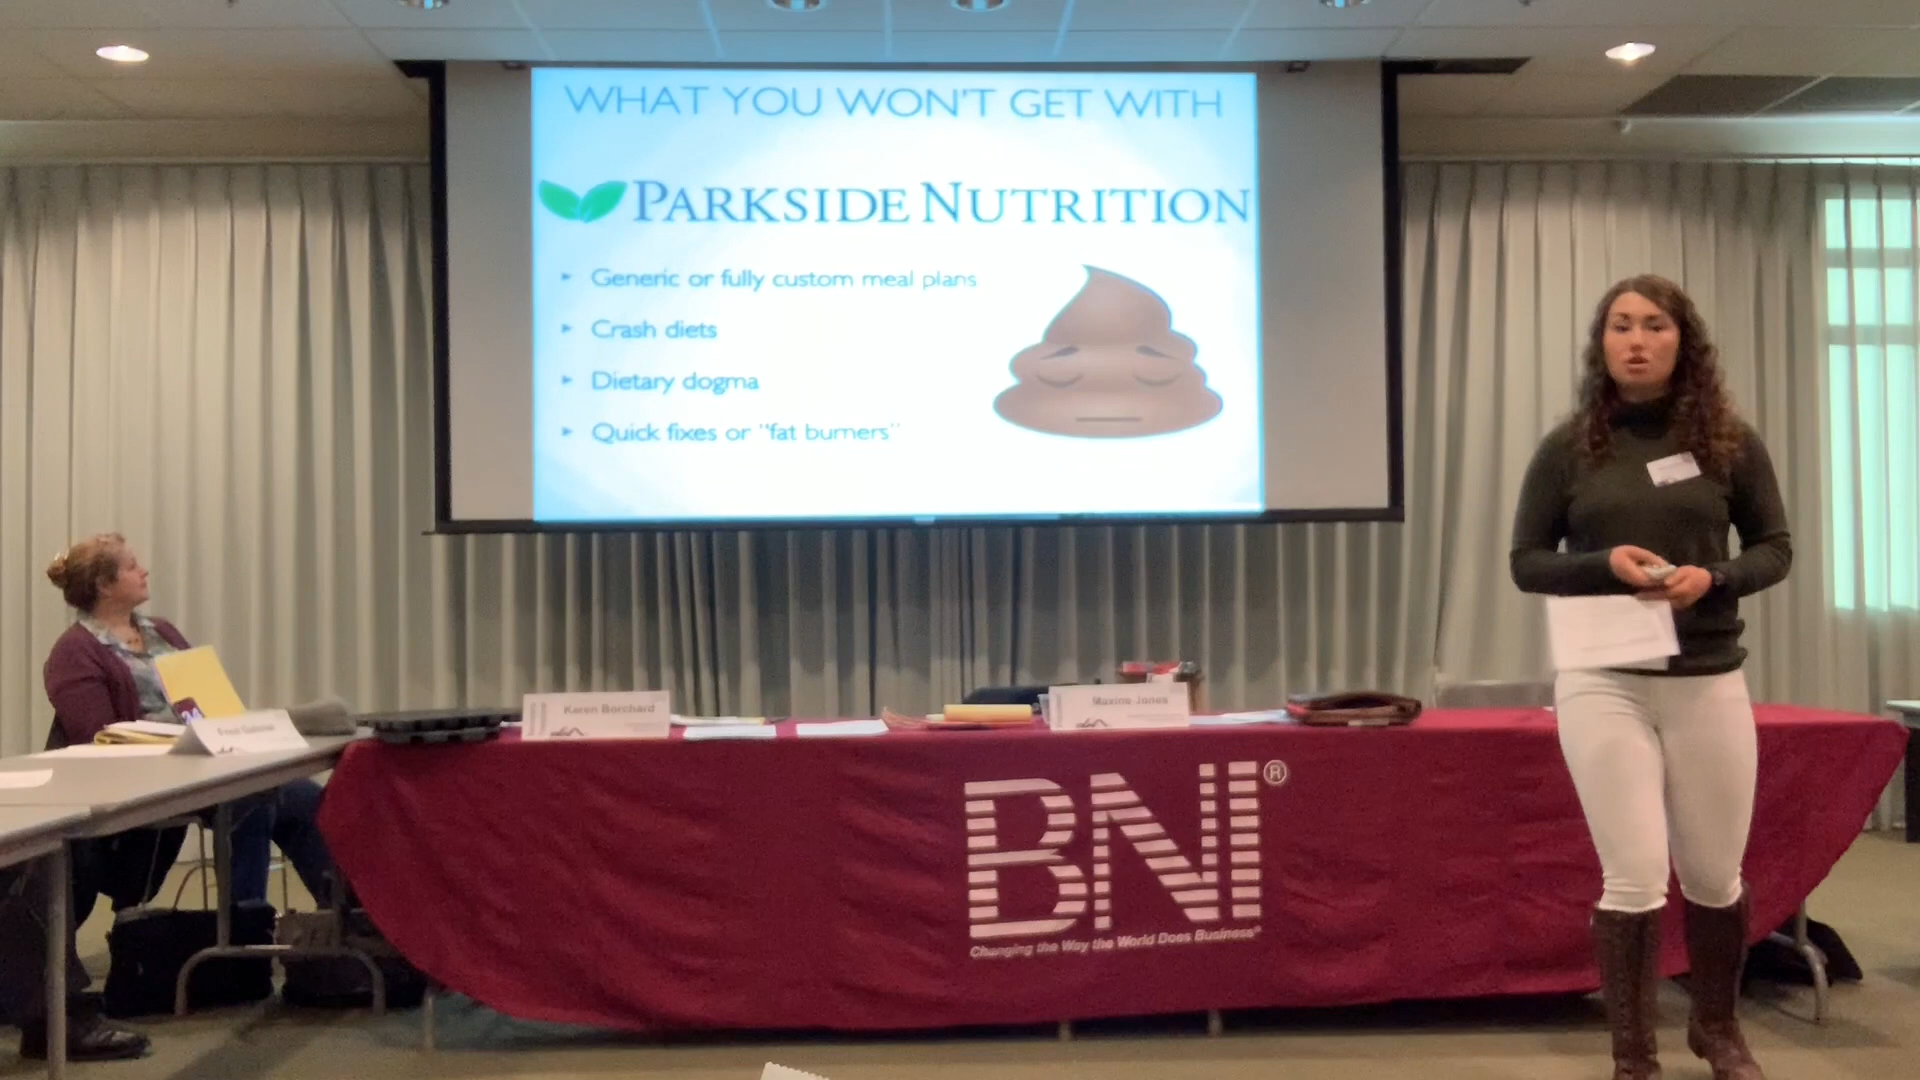 WHAT YOU WON'T GET WITH
PARKSIDE NUTRITION
Generic or fully custom meal plans
Crash diets
Dietary dogma
Quick fixes or "fat burners"
Karen Borchard
Maxine Jones
BNI®
Changing the Way the World Does Business®